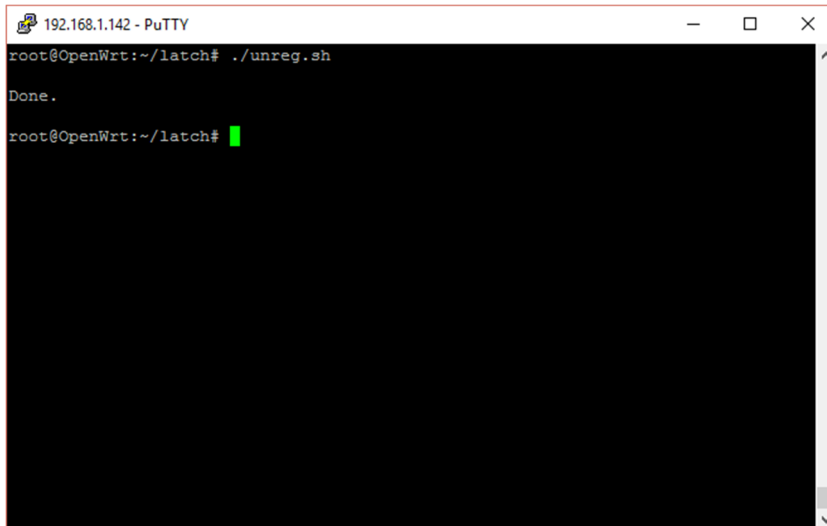 192.168.1.142 - PuTTY
root@OpenWrt:~/latch# ./unreg.sh
Done.
root@OpenWrt:~/latch#